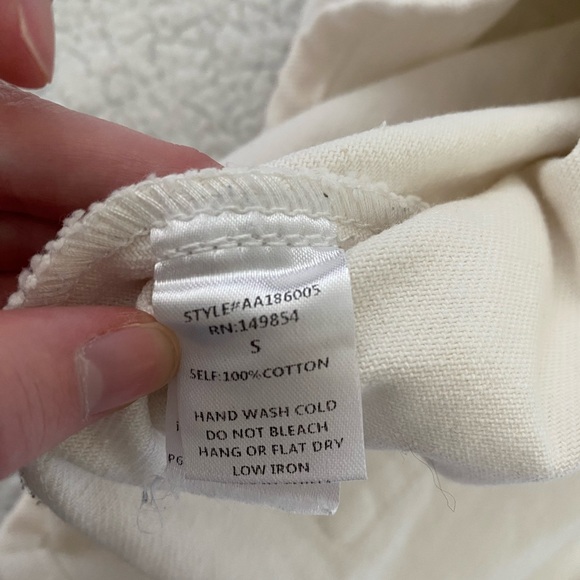 STYLE#AA186005
RN:149854
S
SELF:100%COTTON
HAND WASH COLD
DO NOT BLEACH
HANG OR FLAT DRY
LOW IRON